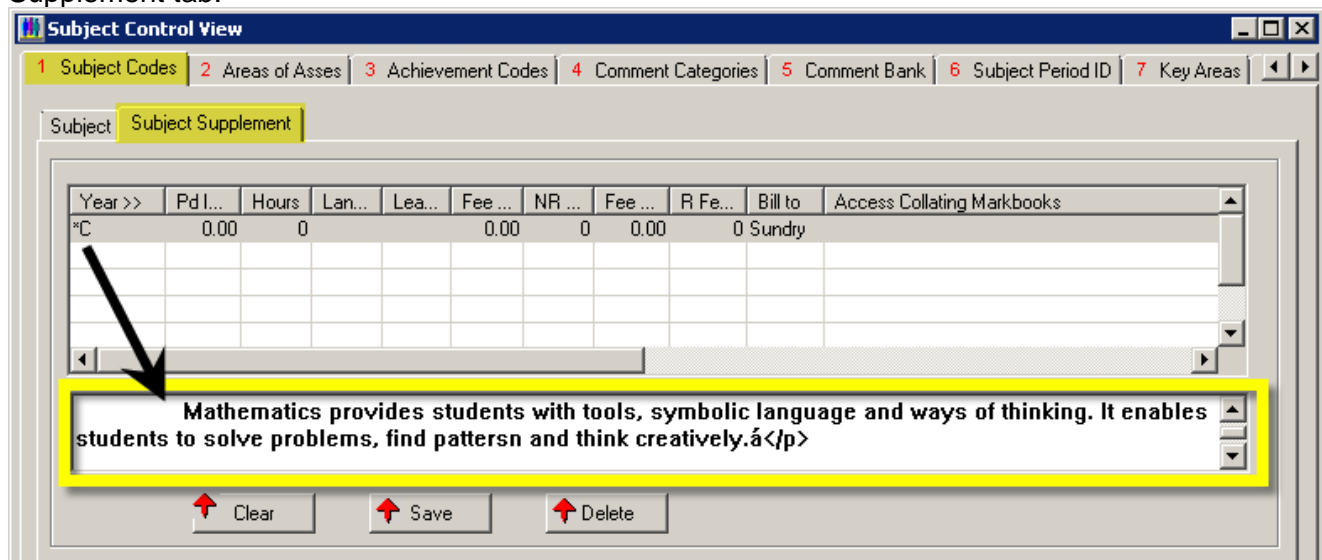 Supplement tab.
Subject Control View
1 Subject Codes 2 Areas of Asses 3 Achievement Codes 4 Comment Categories 5 Comment Bank 6 Subject Period ID 7 Key Areas
Subject Subject Supplement
Year >> Pd I... Hours Lan... Lea... Fee ... NR ... Fee ... R Fe... Bill to Access Collating Markbooks
*C 0.00 0 0.00 0 0.00 0 Sundry
Mathematics provides students with tools, symbolic language and ways of thinking. It enables
students to solve problems, find pattersn and think creatively.á</p>
Clear Save Delete